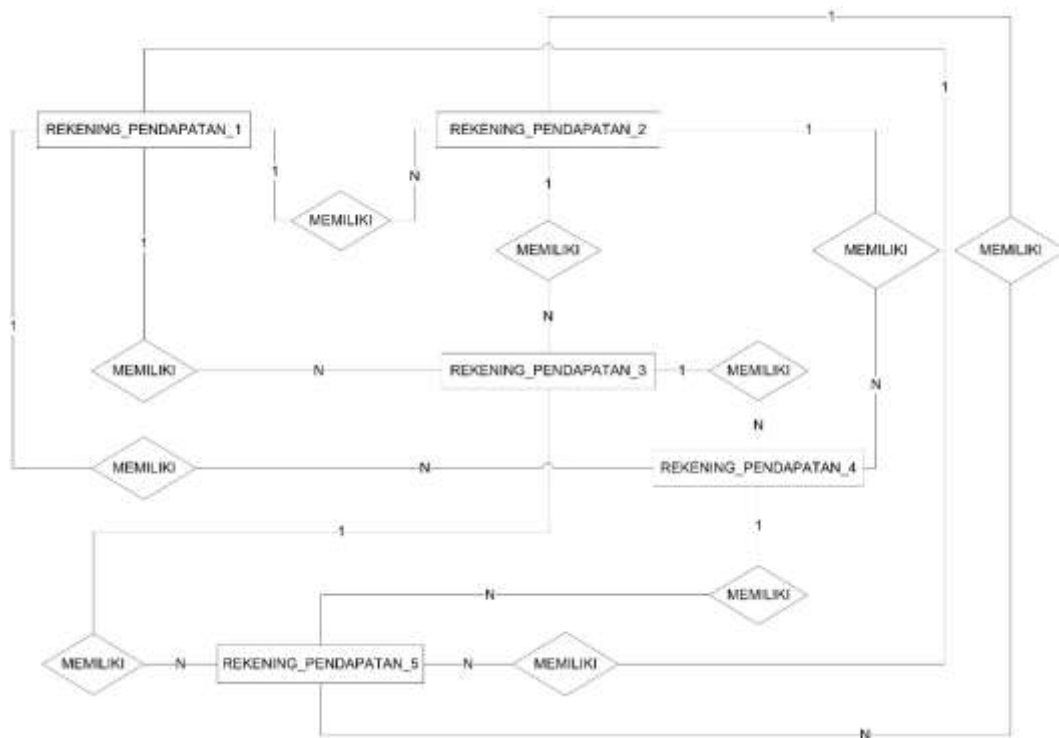 1
1
REKENING_PENDAPATAN_1
REKENING_PENDAPATAN_2
1
1
N
1
MEMILIKI
MEMILIKI
MEMILIKI
MEMILIKI
1
1
N
MEMILIKI
N
REKENING_PENDAPATAN_3
1
MEMILIKI
N
N
MEMILIKI
N
REKENING_PENDAPATAN_4
1
1
N
MEMILIKI
MEMILIKI
N
REKENING_PENDAPATAN_5
N
MEMILIKI
N